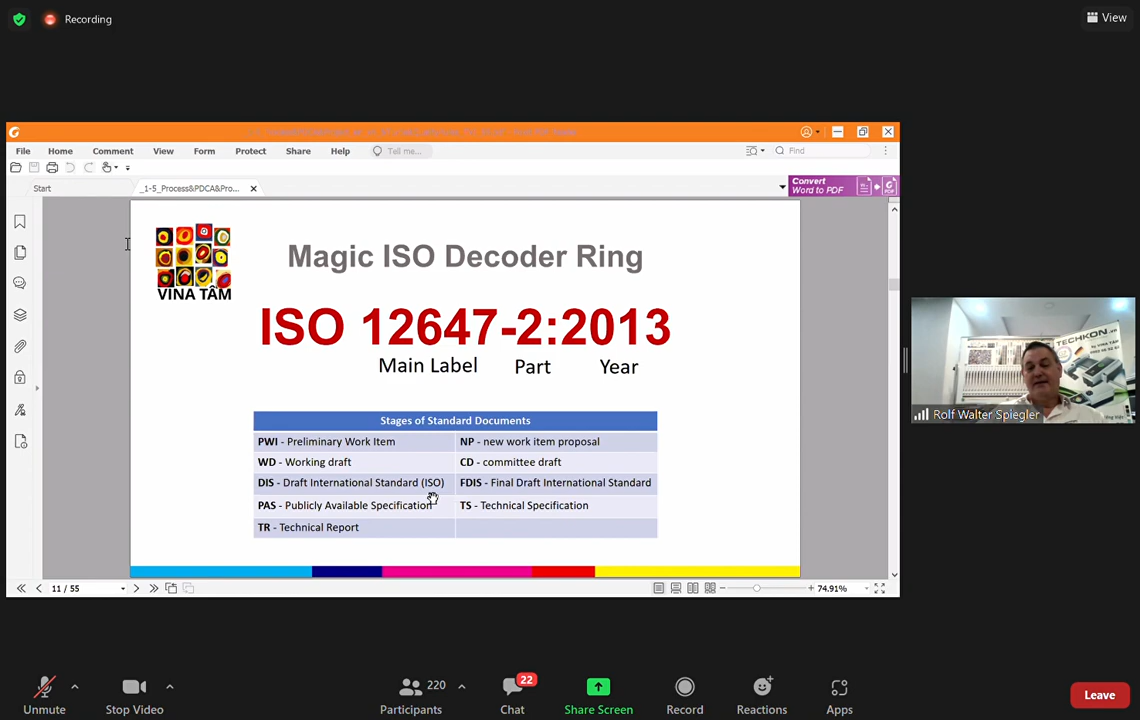 Recording
View
File Home Comment View Form Protect Share Help Tell me... Find
Start
_1-5_Process&PDCA&Pro...
Convert
Word to PDF
PDF
VINA TÂM
Magic ISO Decoder Ring
ISO 12647-2:2013
Main Label Part Year
Stages of Standard Documents
PWI - Preliminary Work Item NP - new work item proposal
WD - Working draft CD - committee draft
DIS - Draft International Standard (ISO) FDIS - Final Draft International Standard
PAS - Publicly Available Specification TS - Technical Specification
TR - Technical Report
11 / 55
74.91%
TECHKON
Rolf Walter Spiegler
Unmute
Stop Video
220
Participants
22
Chat
Share Screen
Record
Reactions
Apps
Leave